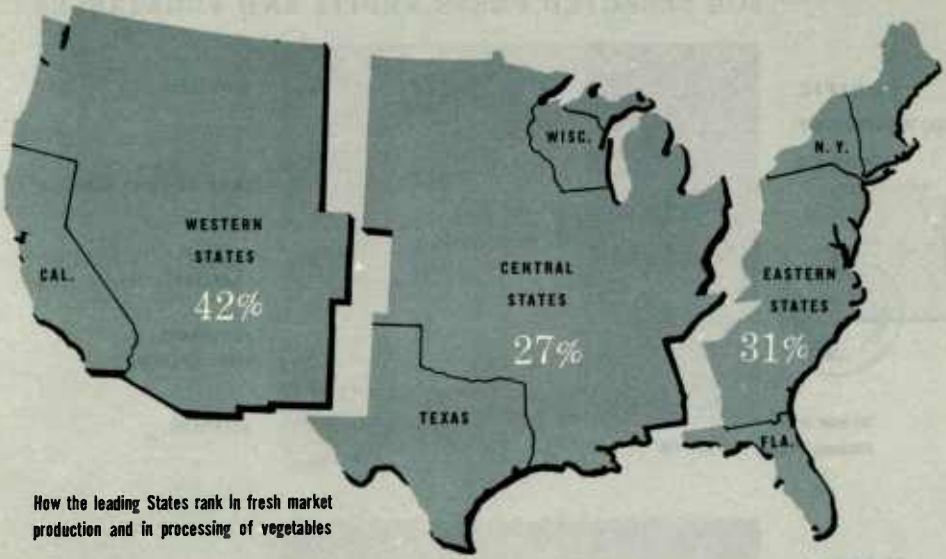 WISC.
N. Y.
WESTERN
STATES
42%
CAL.
CENTRAL
STATES
27%
EASTERN
STATES
31%
TEXAS
FLA.
How the leading States rank in fresh market
production and in processing of vegetables